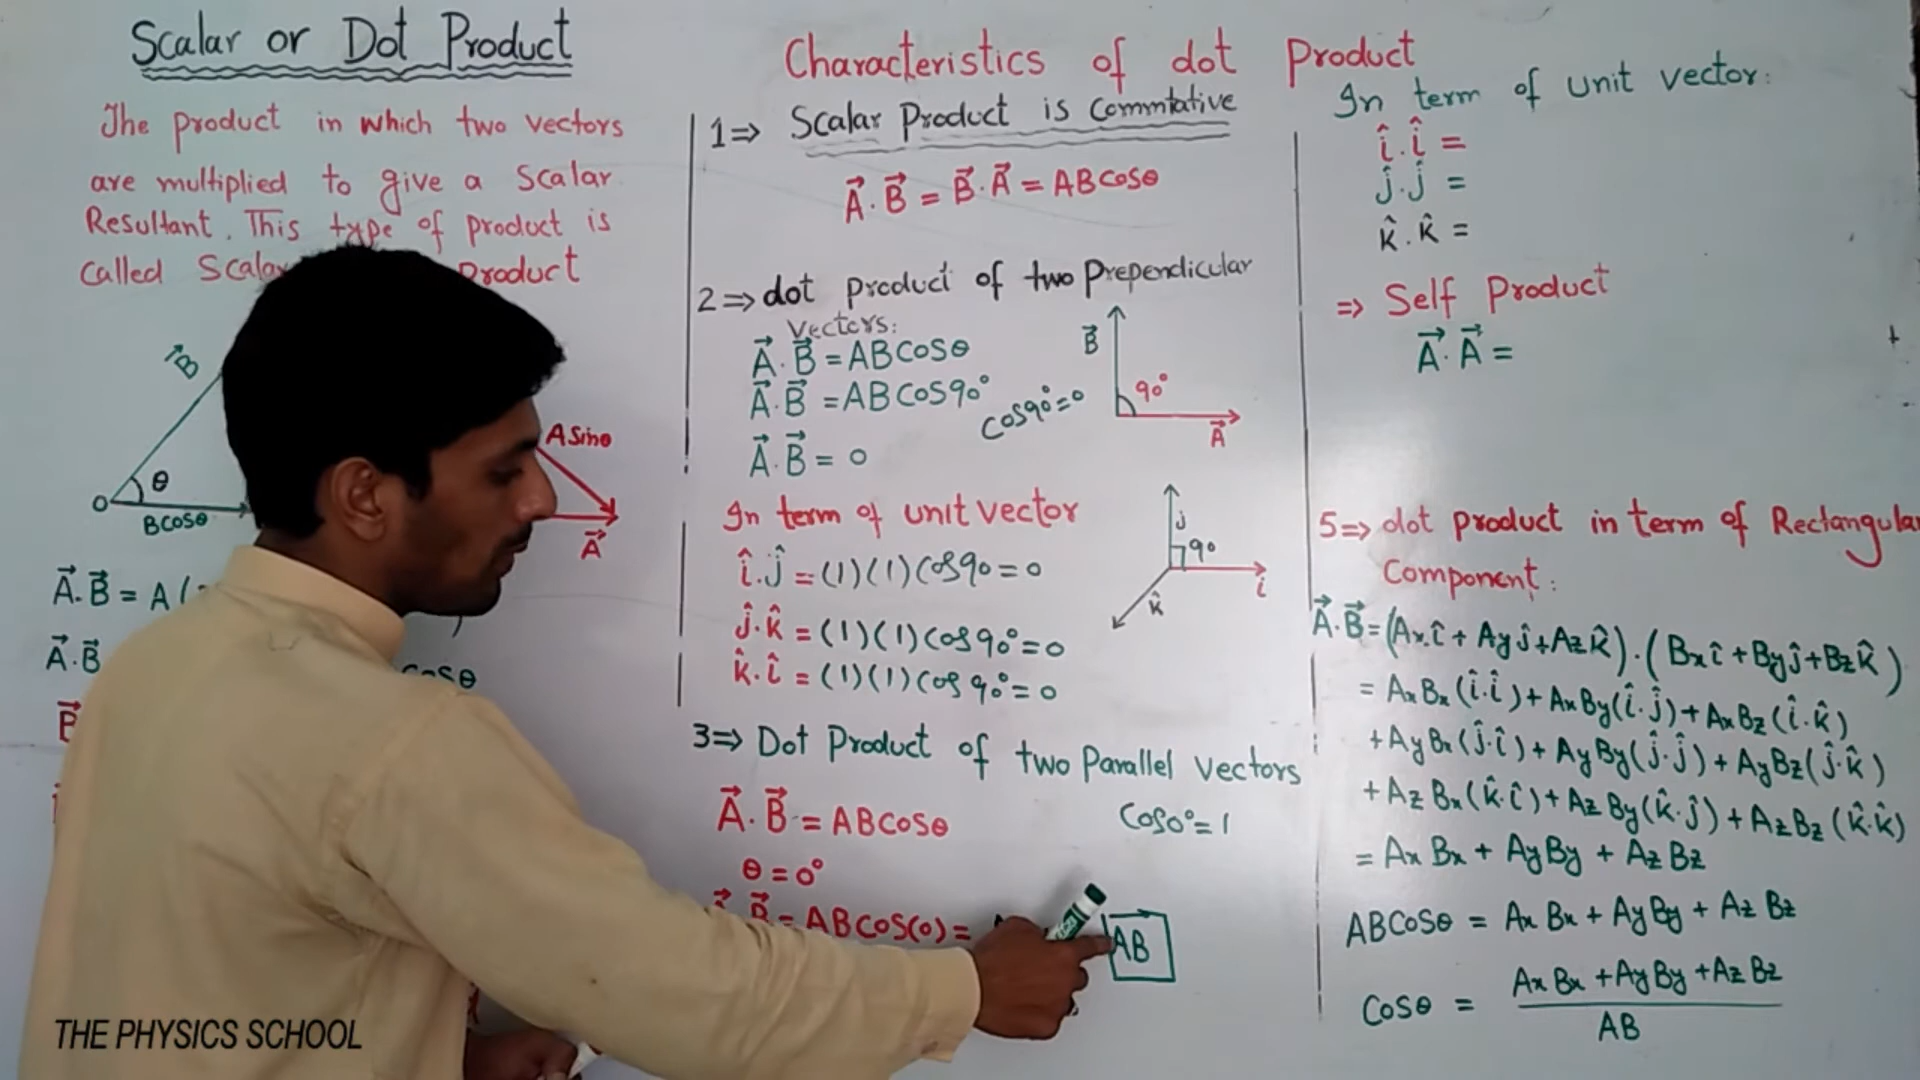 Scalar or Dot Product
The product in which two vectors
are multiplied to give a Scalar
Resultant. This type of product is
Called Scalar Product
B⃗
θ
O
BCosθ
ASinθ
A⃗
A⃗.B⃗ = A(
A⃗.B⃗
Cosθ
B⃗
Characteristics of dot Product
1⇒ Scalar Product is Commtative
A⃗.B⃗ = B⃗.A⃗ = ABCosθ
2⇒ dot product of two Prependicular
Vectors:
A⃗.B⃗ = ABCosθ
A⃗.B⃗ = ABCos90°
Cos90°=0
A⃗.B⃗ = 0
B⃗
90°
A⃗
In term of unit vector
î.ĵ = (1)(1)Cos90=0
ĵ.k̂ = (1)(1)Cos90°=0
k̂.î = (1)(1)Cos90°=0
j
90
i
k̂
3⇒ Dot Product of two Parallel Vectors
A⃗.B⃗ = ABCosθ
Cos0°=1
θ = 0°
B⃗ = ABCos(0) =
AB
In term of unit vector:
î.î =
ĵ.ĵ =
k̂.k̂ =
⇒ Self Product
A⃗.A⃗ =
5⇒ dot product in term of Rectangular
Component:
A⃗.B⃗=(Axî+Ayĵ+Azk̂).(Bxî+Byĵ+Bzk̂)
= AxBx(î.î)+AxBy(î.ĵ)+AxBz(î.k̂)
+AyBx(ĵ.î)+AyBy(ĵ.ĵ)+AyBz(ĵ.k̂)
+AzBx(k̂.î)+AzBy(k̂.ĵ)+AzBz(k̂.k̂)
= AxBx + AyBy + AzBz
ABCosθ = AxBx + AyBy + AzBz
Cosθ = AxBx + AyBy + AzBz
AB
THE PHYSICS SCHOOL